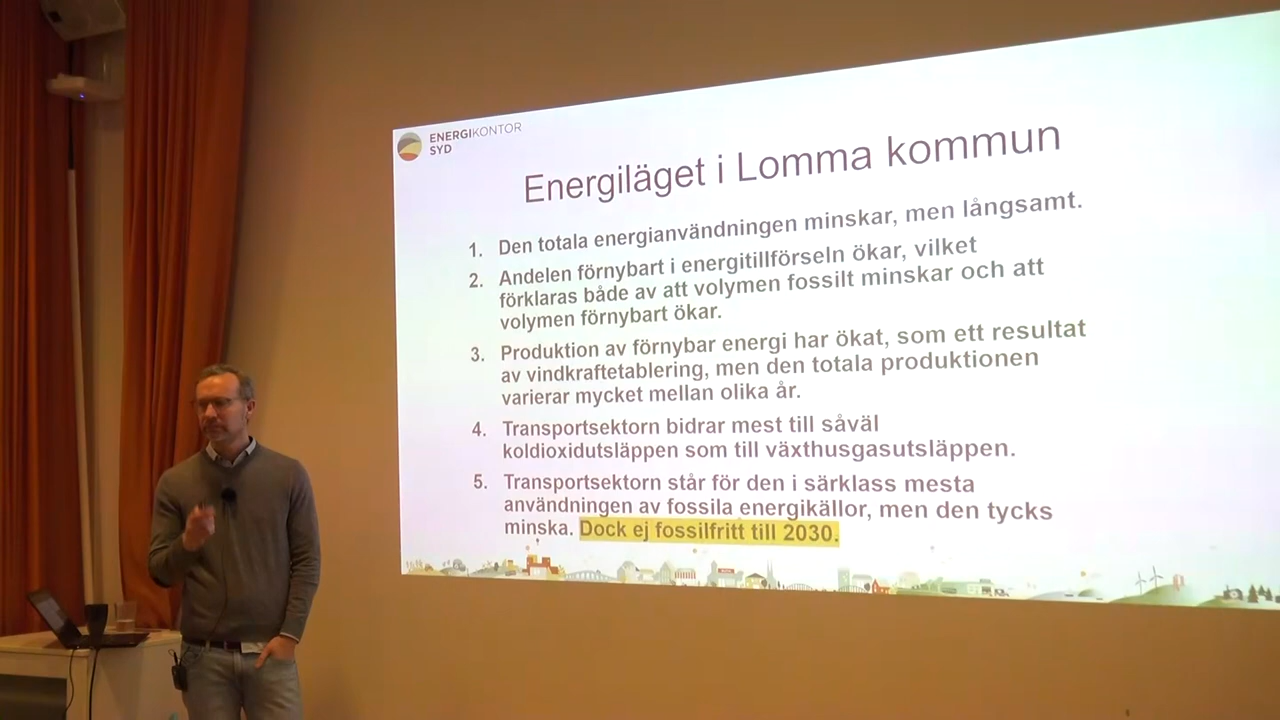 ENERGIKONTOR
SYD
Energiläget i Lomma kommun
1. Den totala energianvändningen minskar, men långsamt.
2. Andelen förnybart i energitillförseln ökar, vilket
förklaras både av att volymen fossilt minskar och att
volymen förnybart ökar.
3. Produktion av förnybar energi har ökat, som ett resultat
av vindkraftetablering, men den totala produktionen
varierar mycket mellan olika år.
4. Transportsektorn bidrar mest till såväl
koldioxidutsläppen som till växthusgasutsläppen.
5. Transportsektorn står för den i särklass mesta
användningen av fossila energikällor, men den tycks
minska. Dock ej fossilfritt till 2030.